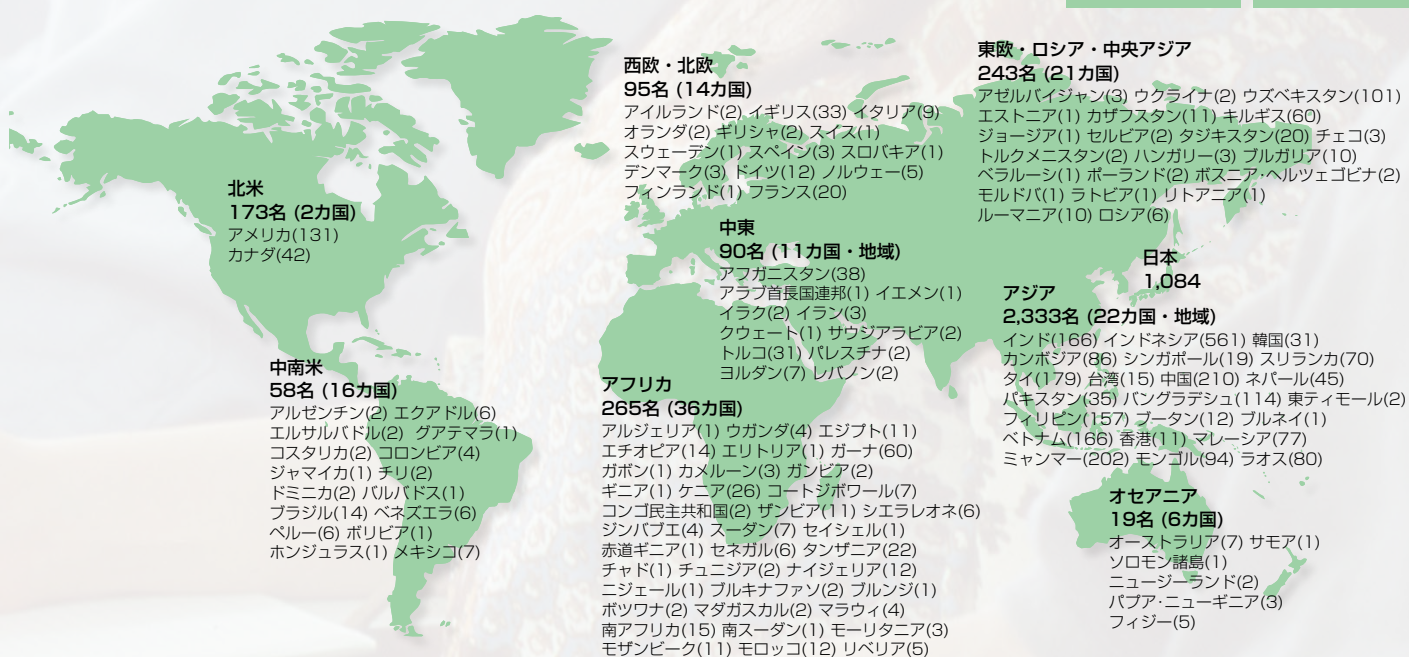 北米
173名 (2カ国)
アメリカ(131)
カナダ(42)
中南米
58名 (16カ国)
アルゼンチン(2) エクアドル(6)
エルサルバドル(2) グアテマラ(1)
コスタリカ(2) コロンビア(4)
ジャマイカ(1) チリ(2)
ドミニカ(2) バルバドス(1)
ブラジル(14) ベネズエラ(6)
ペルー(6) ボリビア(1)
ホンジュラス(1) メキシコ(7)
西欧・北欧
95名 (14カ国)
アイルランド(2) イギリス(33) イタリア(9)
オランダ(2) ギリシャ(2) スイス(1)
スウェーデン(1) スペイン(3) スロバキア(1)
デンマーク(3) ドイツ(12) ノルウェー(5)
フィンランド(1) フランス(20)
中東
90名 (11カ国・地域)
アフガニスタン(38)
アラブ首長国連邦(1) イエメン(1)
イラク(2) イラン(3)
クウェート(1) サウジアラビア(2)
トルコ(31) パレスチナ(2)
ヨルダン(7) レバノン(2)
アフリカ
265名 (36カ国)
アルジェリア(1) ウガンダ(4) エジプト(11)
エチオピア(14) エリトリア(1) ガーナ(60)
ガボン(1) カメルーン(3) ガンビア(2)
ギニア(1) ケニア(26) コートジボワール(7)
コンゴ民主共和国(2) ザンビア(11) シエラレオネ(6)
ジンバブエ(4) スーダン(7) セイシェル(1)
赤道ギニア(1) セネガル(6) タンザニア(22)
チャド(1) チュニジア(2) ナイジェリア(12)
ニジェール(1) ブルキナファソ(2) ブルンジ(1)
ボツワナ(2) マダガスカル(2) マラウィ(4)
南アフリカ(15) 南スーダン(1) モーリタニア(3)
モザンビーク(11) モロッコ(12) リベリア(5)
東欧・ロシア・中央アジア
243名 (21カ国)
アゼルバイジャン(3) ウクライナ(2) ウズベキスタン(101)
エストニア(1) カザフスタン(11) キルギス(60)
ジョージア(1) セルビア(2) タジキスタン(20) チェコ(3)
トルクメニスタン(2) ハンガリー(3) ブルガリア(10)
ベラルーシ(1) ポーランド(2) ボスニア・ヘルツェゴビナ(2)
モルドバ(1) ラトビア(1) リトアニア(1)
ルーマニア(10) ロシア(6)
日本
1,084
アジア
2,333名 (22カ国・地域)
インド(166) インドネシア(561) 韓国(31)
カンボジア(86) シンガポール(19) スリランカ(70)
タイ(179) 台湾(15) 中国(210) ネパール(45)
パキスタン(35) バングラデシュ(114) 東ティモール(2)
フィリピン(157) ブータン(12) ブルネイ(1)
ベトナム(166) 香港(11) マレーシア(77)
ミャンマー(202) モンゴル(94) ラオス(80)
オセアニア
19名 (6カ国)
オーストラリア(7) サモア(1)
ソロモン諸島(1)
ニュージーランド(2)
パプア・ニューギニア(3)
フィジー(5)